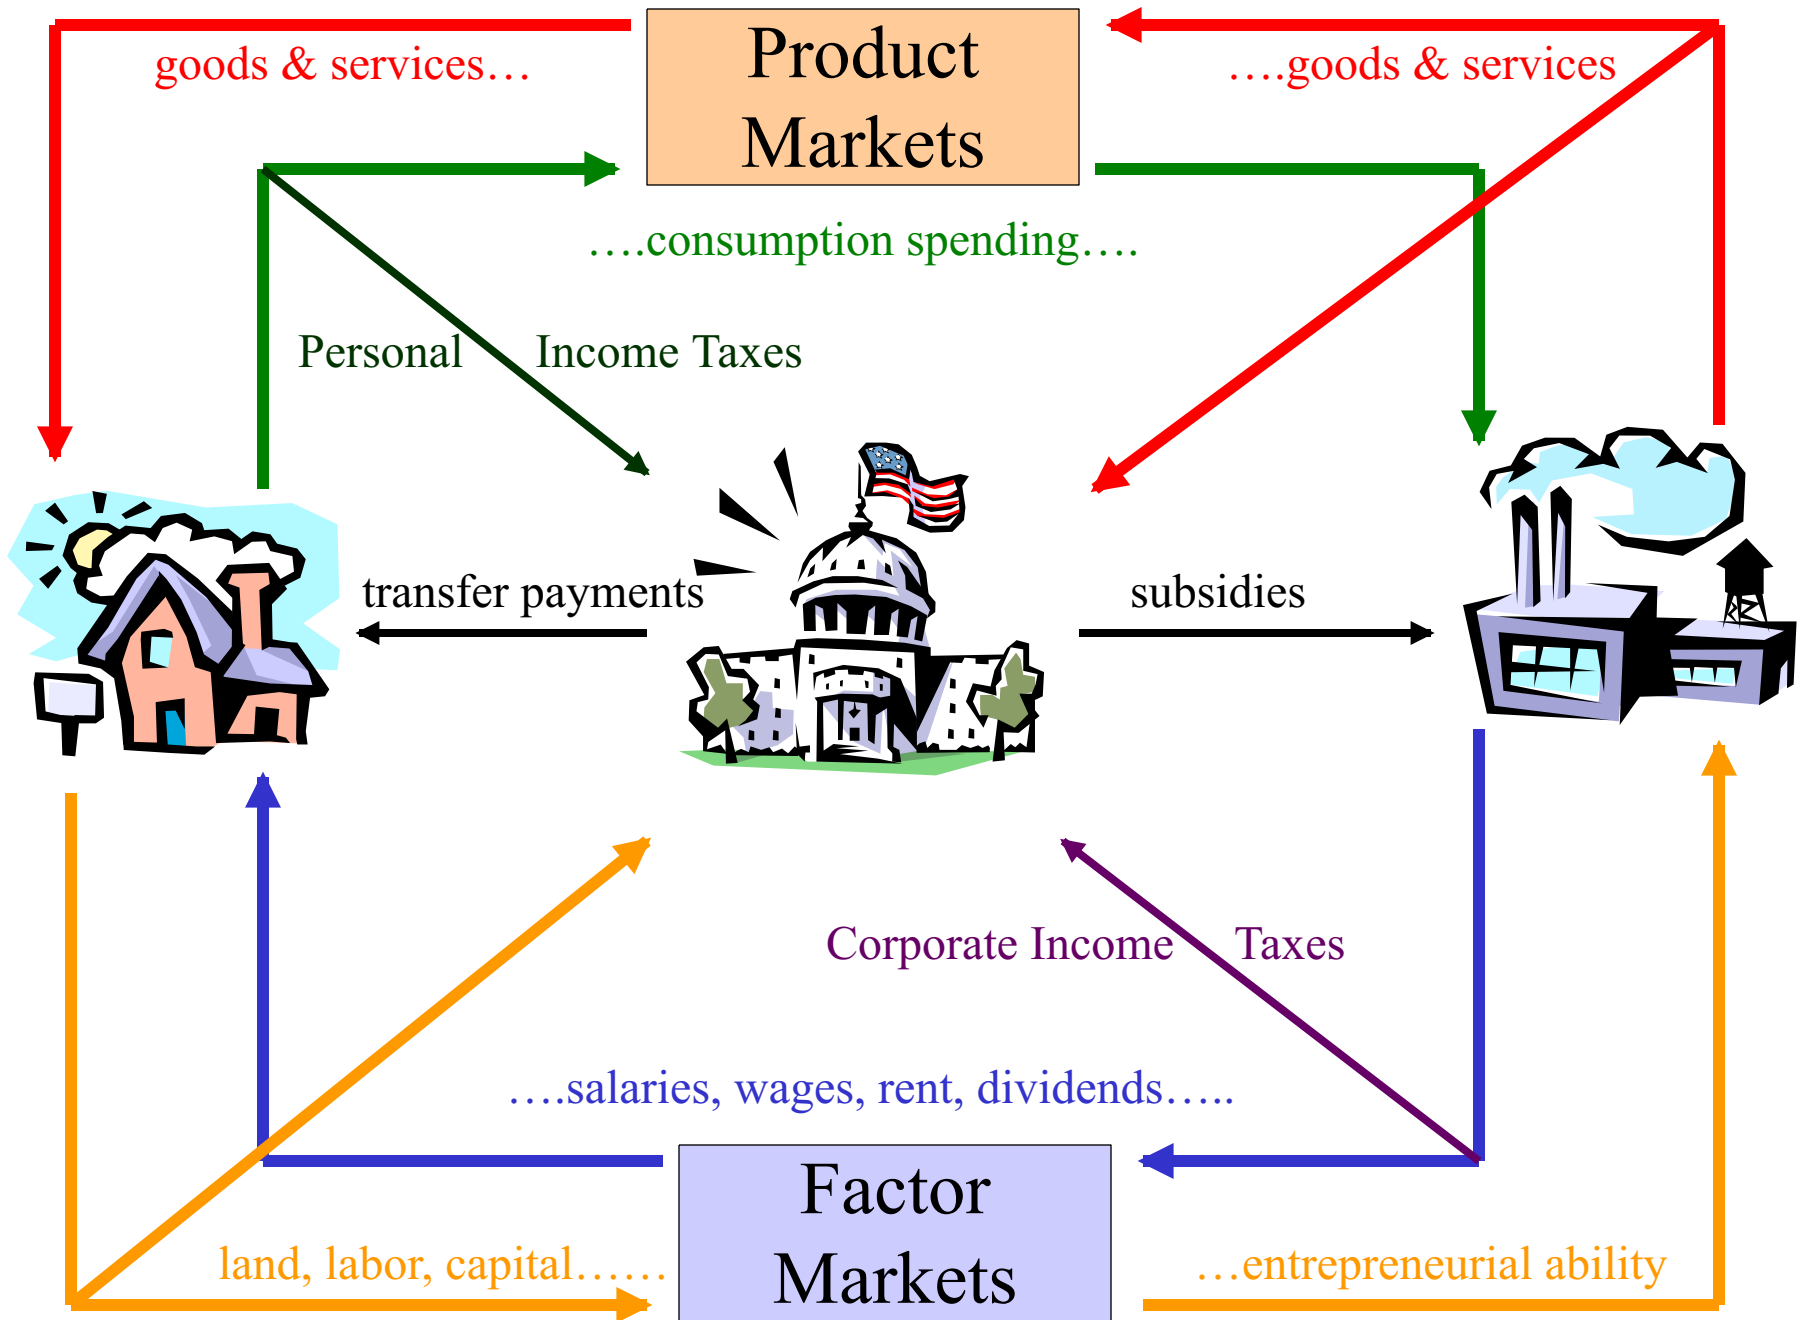 Product
Markets
goods & services…
….goods & services
….consumption spending….
Personal Income Taxes
transfer payments
subsidies
Corporate Income Taxes
….salaries, wages, rent, dividends…..
Factor
Markets
land, labor, capital……
…entrepreneurial ability